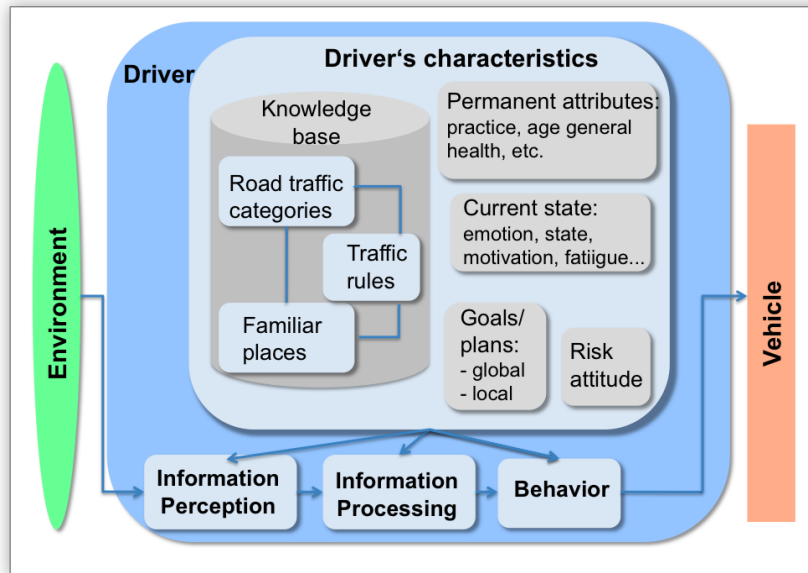 Driver
Driver‘s characteristics
Knowledge
base
Road traffic
categories
Traffic
rules
Familiar
places
Permanent attributes:
practice, age general
health, etc.
Current state:
emotion, state,
motivation, fatiigue...
Goals/
plans:
- global
- local
Risk
attitude
Environment
Information
Perception
Information
Processing
Behavior
Vehicle